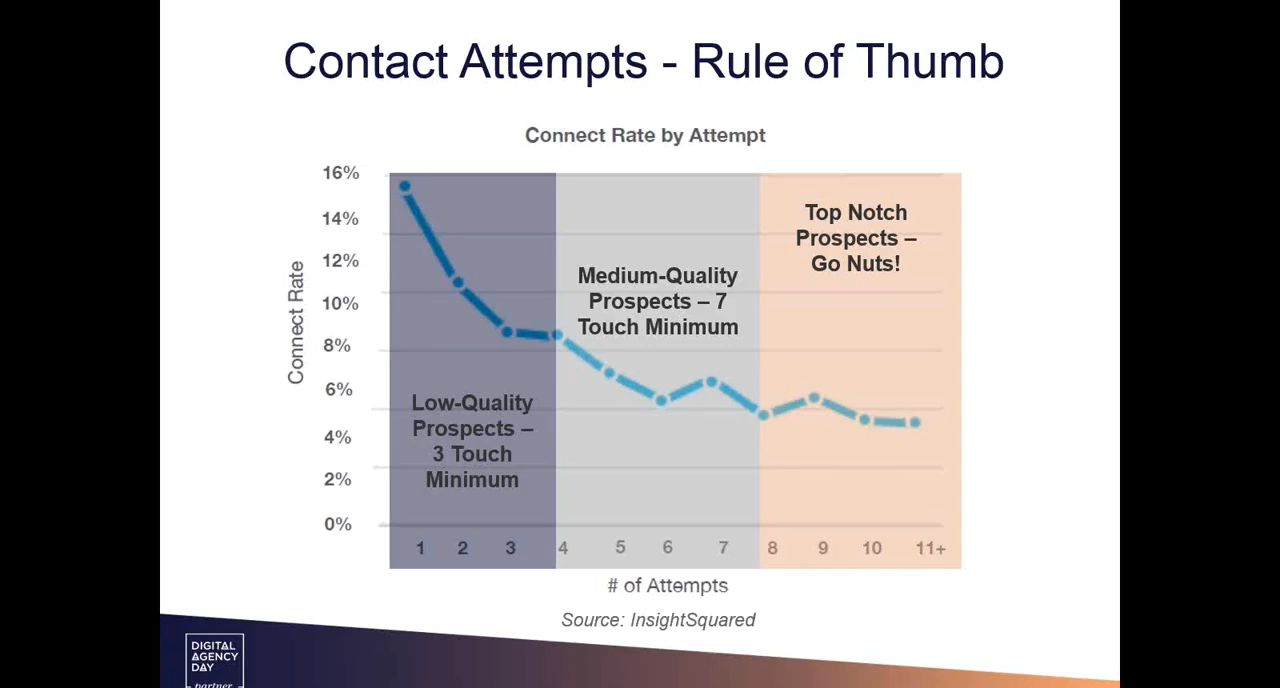 Contact Attempts - Rule of Thumb
Connect Rate by Attempt
16%
14%
12%
10%
8%
6%
4%
2%
0%
Connect Rate
Low-Quality
Prospects –
3 Touch
Minimum
Medium-Quality
Prospects – 7
Touch Minimum
Top Notch
Prospects –
Go Nuts!
1 2 3 4 5 6 7 8 9 10 11+
# of Attempts
Source: InsightSquared
DIGITAL
AGENCY
DAY
partner